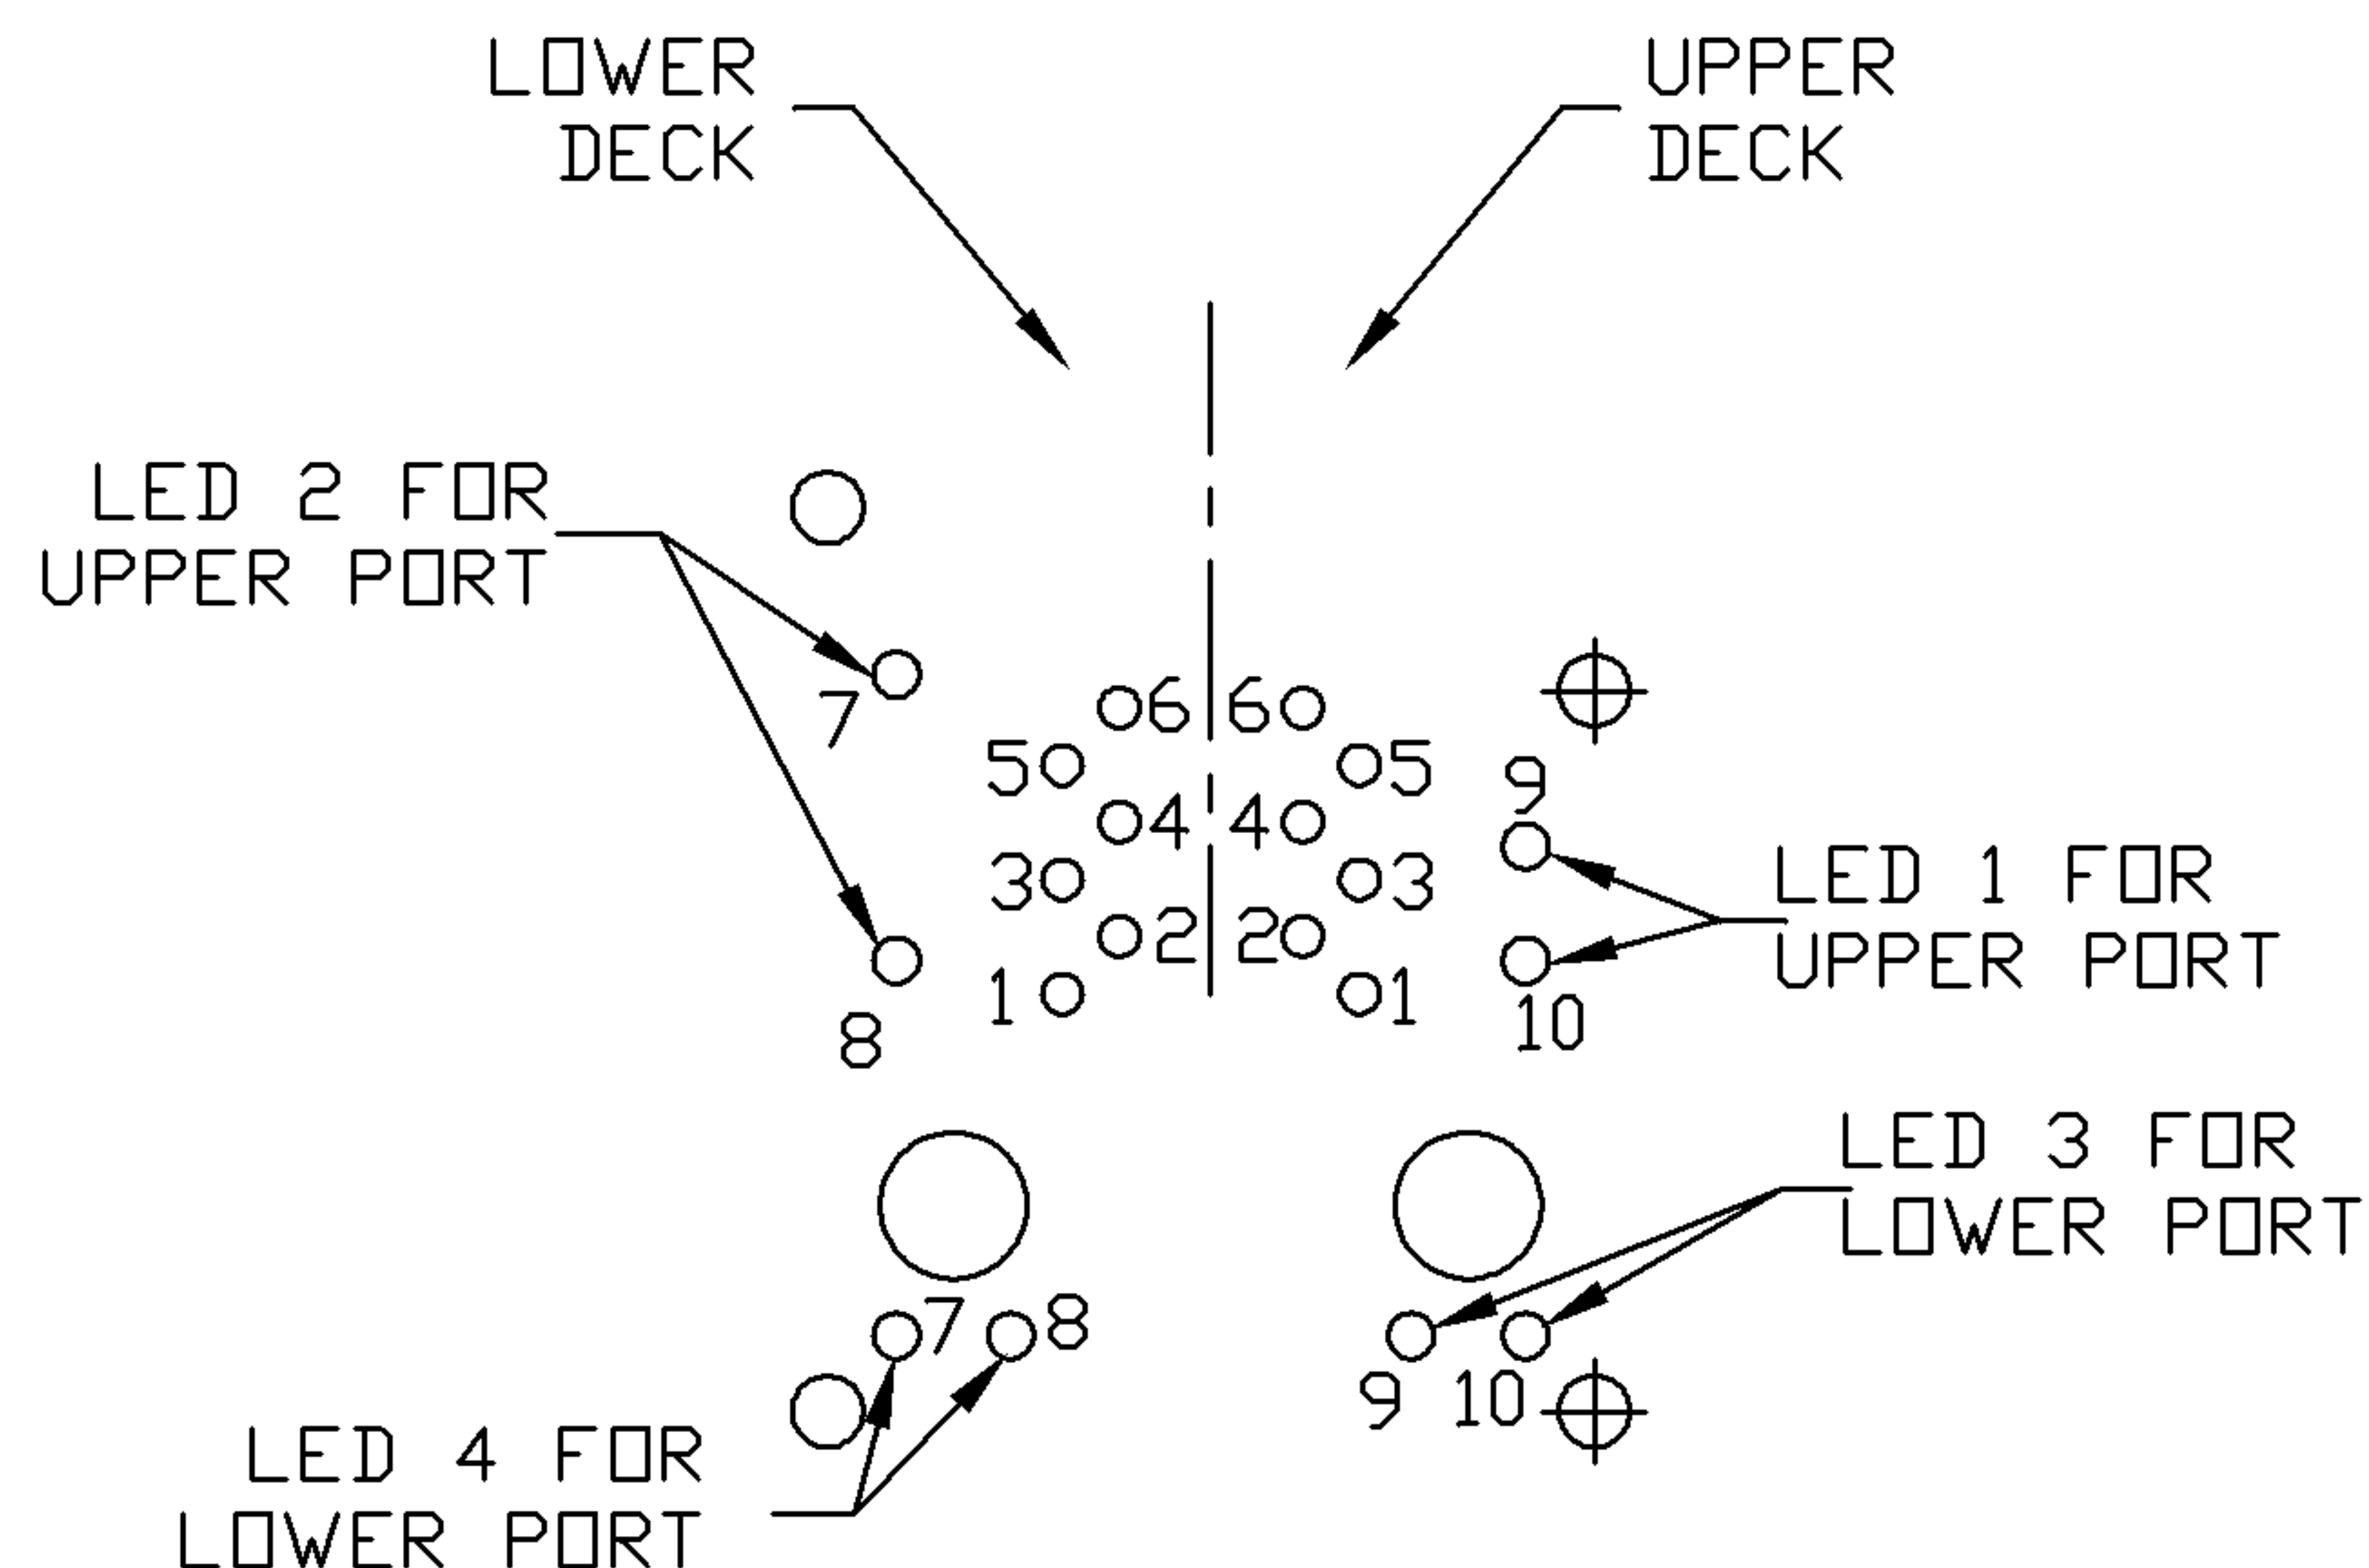 LOWER
DECK
UPPER
DECK
LED 2 FOR
UPPER PORT
7
6 6
5 5
9
4 4
3 3
LED 1 FOR
UPPER PORT
2 2
1 1
10
8
LED 3 FOR
LOWER PORT
7 8
9 10
LED 4 FOR
LOWER PORT